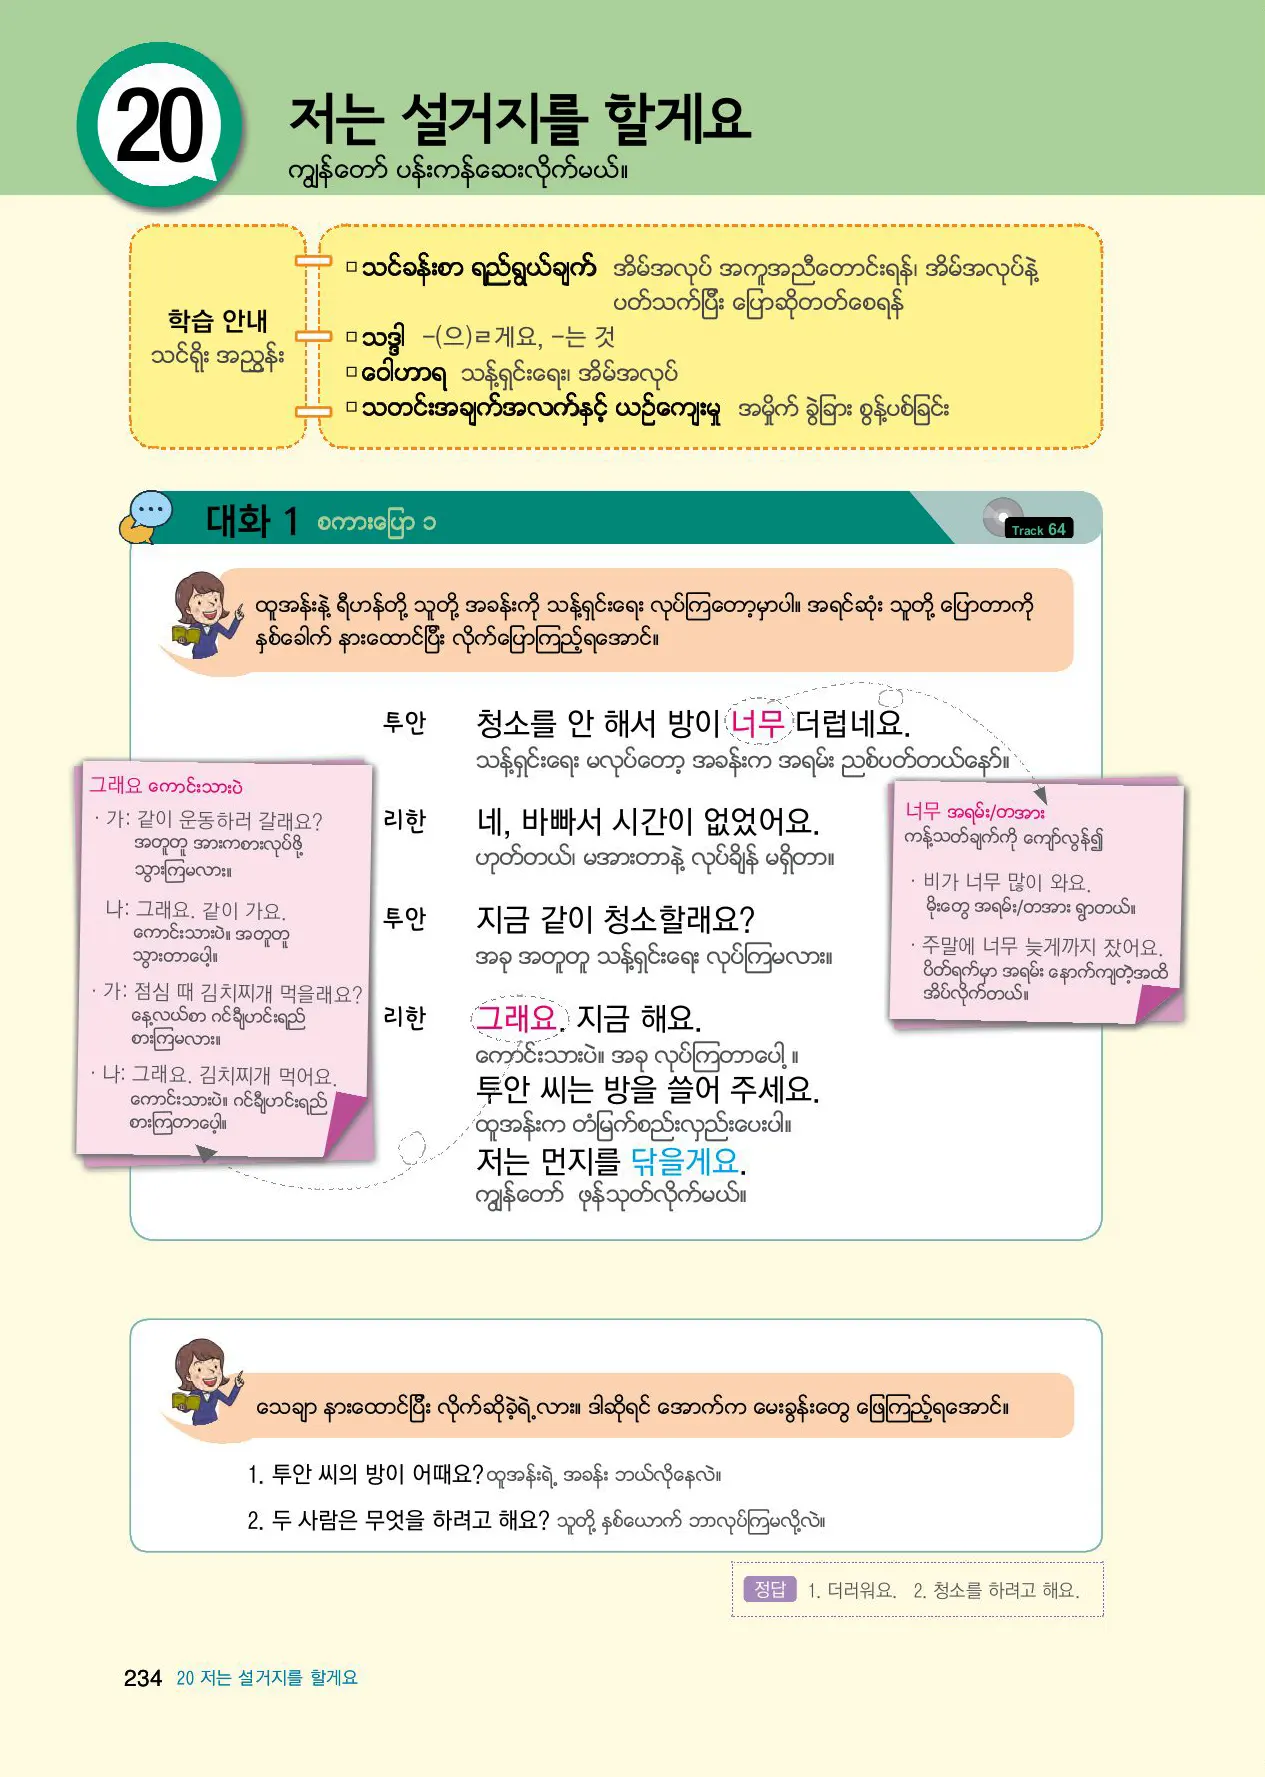 20
저는 설거지를 할게요
ကျွန်တော် ပန်းကန်ဆေးလိုက်မယ်။
학습 안내
သင်ရိုး အညွှန်း
□ သင်ခန်းစာ ရည်ရွယ်ချက် အိမ်အလုပ် အကူအညီတောင်းရန်၊ အိမ်အလုပ်နဲ့
ပတ်သက်ပြီး ပြောဆိုတတ်စေရန်
□ သဒ္ဒါ -(으)ㄹ게요, -는 것
□ ဝေါဟာရ သန့်ရှင်းရေး၊ အိမ်အလုပ်
□ သတင်းအချက်အလက်နှင့် ယဉ်ကျေးမှု အမှိုက် ခွဲခြား စွန့်ပစ်ခြင်း
대화 1 စကားပြော ၁
Track 64
ထူအန်းနဲ့ ရီဟန်တို့ သူတို့ အခန်းကို သန့်ရှင်းရေး လုပ်ကြတော့မှာပါ။ အရင်ဆုံး သူတို့ ပြောတာကို
နှစ်ခေါက် နားထောင်ပြီး လိုက်ပြောကြည့်ရအောင်။
투안 청소를 안 해서 방이 너무 더럽네요.
သန့်ရှင်းရေး မလုပ်တော့ အခန်းက အရမ်း ညစ်ပတ်တယ်နော်။
리한 네, 바빠서 시간이 없었어요.
ဟုတ်တယ်၊ မအားတာနဲ့ လုပ်ချိန် မရှိတာ။
투안 지금 같이 청소할래요?
အခု အတူတူ သန့်ရှင်းရေး လုပ်ကြမလား။
리한 그래요. 지금 해요.
ကောင်းသားပဲ။ အခု လုပ်ကြတာပေါ့ ။
투안 씨는 방을 쓸어 주세요.
ထူအန်းက တံမြက်စည်းလှည်းပေးပါ။
저는 먼지를 닦을게요.
ကျွန်တော် ဖုန်သုတ်လိုက်မယ်။
그래요 ကောင်းသားပဲ
· 가: 같이 운동하러 갈래요?
အတူတူ အားကစားလုပ်ဖို့
သွားကြမလား။
나: 그래요. 같이 가요.
ကောင်းသားပဲ။ အတူတူ
သွားတာပေါ့။
· 가: 점심 때 김치찌개 먹을래요?
နေ့လယ်စာ ဂင်ချီဟင်းရည်
စားကြမလား။
· 냐: 그래요. 김치찌개 먹어요.
ကောင်းသားပဲ။ ဂင်ချီဟင်းရည်
စားကြတာပေါ့။
너무 အရမ်း/တအား
ကန့်သတ်ချက်ကို ကျော်လွန်၍
· 비가 너무 많이 와요.
မိုးတွေ အရမ်း/တအား ရွာတယ်။
· 주말에 너무 늦게까지 잤어요.
ပိတ်ရက်မှာ အရမ်း နောက်ကျတဲ့အထိ
အိပ်လိုက်တယ်။
သေချာ နားထောင်ပြီး လိုက်ဆိုခဲ့ရဲ့လား။ ဒါဆိုရင် အောက်က မေးခွန်းတွေ ဖြေကြည့်ရအောင်။
1. 투안 씨의 방이 어때요? ထူအန်းရဲ့ အခန်း ဘယ်လိုနေလဲ။
2. 두 사람은 무엇을 하려고 해요? သူတို့ နှစ်ယောက် ဘာလုပ်ကြမလို့လဲ။
정답 1. 더러워요. 2. 청소를 하려고 해요.
234 20 저는 설거지를 할게요